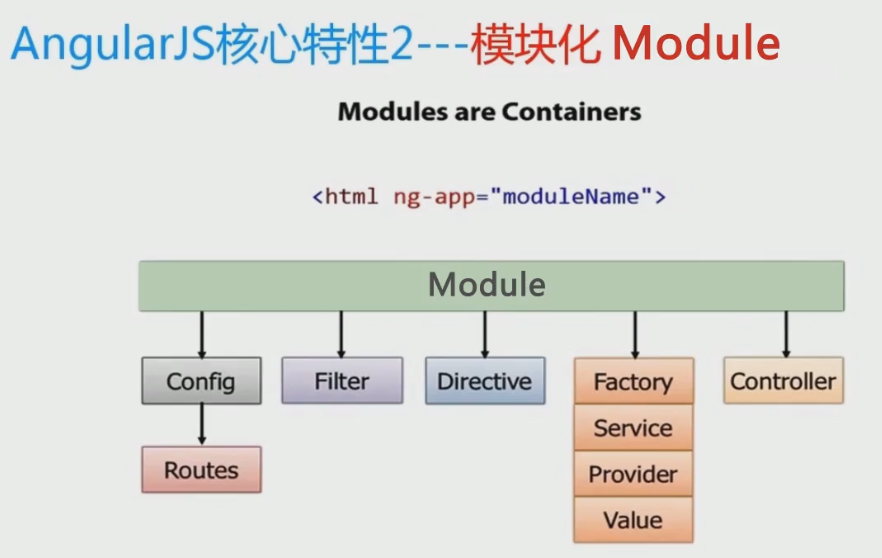 AngularJS核心特性2---模块化 Module
Modules are Containers
<html ng-app="moduleName">
Module
Config
Filter
Directive
Factory
Controller
Service
Routes
Provider
Value